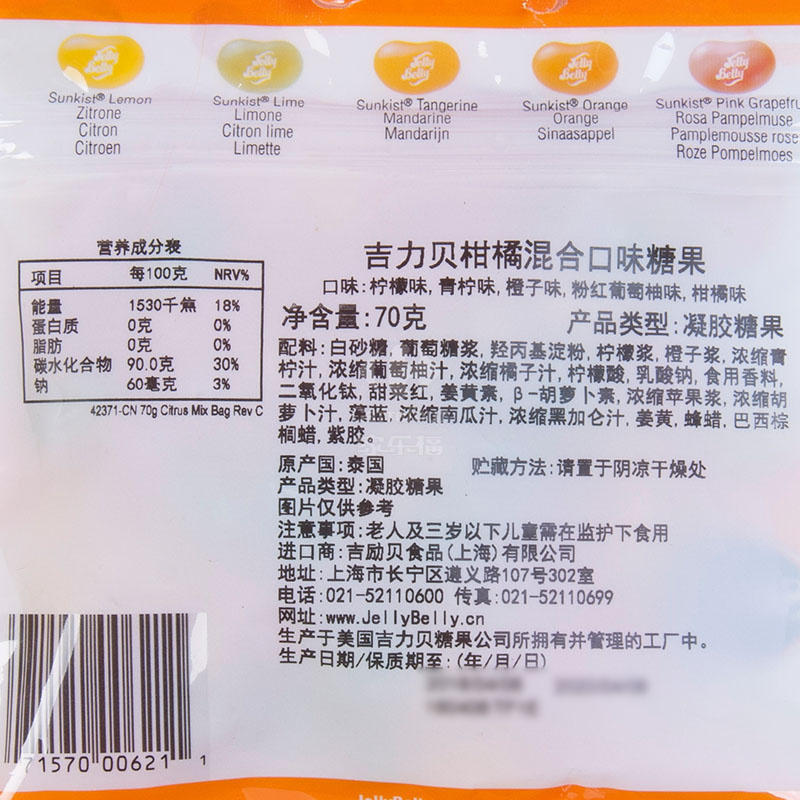 Jelly Belly
Jelly Belly
Jelly Belly
Jelly Belly
Jelly Belly
Sunkist® Lemon
Zitrone
Citron
Citroen
Sunkist® Lime
Limone
Citron lime
Limette
Sunkist® Tangerine
Mandarine
Mandarijn
Sunkist® Orange
Orange
Sinaasappel
Sunkist® Pink Grapefru
Rosa Pampelmuse
Pamplemousse rose
Roze Pompelmoes
营养成分表
项目 每100克 NRV%
能量 1530千焦 18%
蛋白质 0克 0%
脂肪 0克 0%
碳水化合物 90.0克 30%
钠 60毫克 3%
42371-CN 70g Citrus Mix Bag Rev C
吉力贝柑橘混合口味糖果
口味:柠檬味,青柠味,橙子味,粉红葡萄柚味,柑橘味
净含量:70克 产品类型:凝胶糖果
配料:白砂糖,葡萄糖浆,羟丙基淀粉,柠檬浆,橙子浆,浓缩青
柠汁,浓缩葡萄柚汁,浓缩橘子汁,柠檬酸,乳酸钠,食用香料,
二氧化钛,甜菜红,姜黄素,β-胡萝卜素,浓缩苹果浆,浓缩胡
萝卜汁,藻蓝,浓缩南瓜汁,浓缩黑加仑汁,姜黄,蜂蜡,巴西棕
榈蜡,紫胶。
家乐福
原产国:泰国 贮藏方法:请置于阴凉干燥处
产品类型:凝胶糖果
图片仅供参考
注意事项:老人及三岁以下儿童需在监护下食用
进口商:吉励贝食品(上海)有限公司
地址:上海市长宁区遵义路107号302室
电话:021-52110600 传真:021-52110699
网址:www.JellyBelly.cn
生产于美国吉力贝糖果公司所拥有并管理的工厂中。
生产日期/保质期至:(年/月/日)
71570 00621 1
JellyBelly